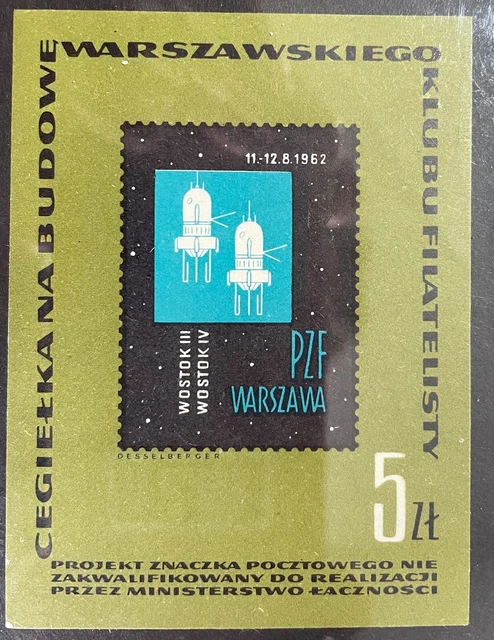 CEGIEŁKA NA BUDOWĘ
WARSZAWSKIEGO
KLUBU FILATELISTY
11.-12.8.1962
WOSTOK III
WOSTOK IV
PZF
WARSZAWA
DESSELBERGER
5 ZŁ
PROJEKT ZNACZKA POCZTOWEGO NIE
ZAKWALIFIKOWANY DO REALIZACJI
PRZEZ MINISTERSTWO ŁĄCZNOŚCI